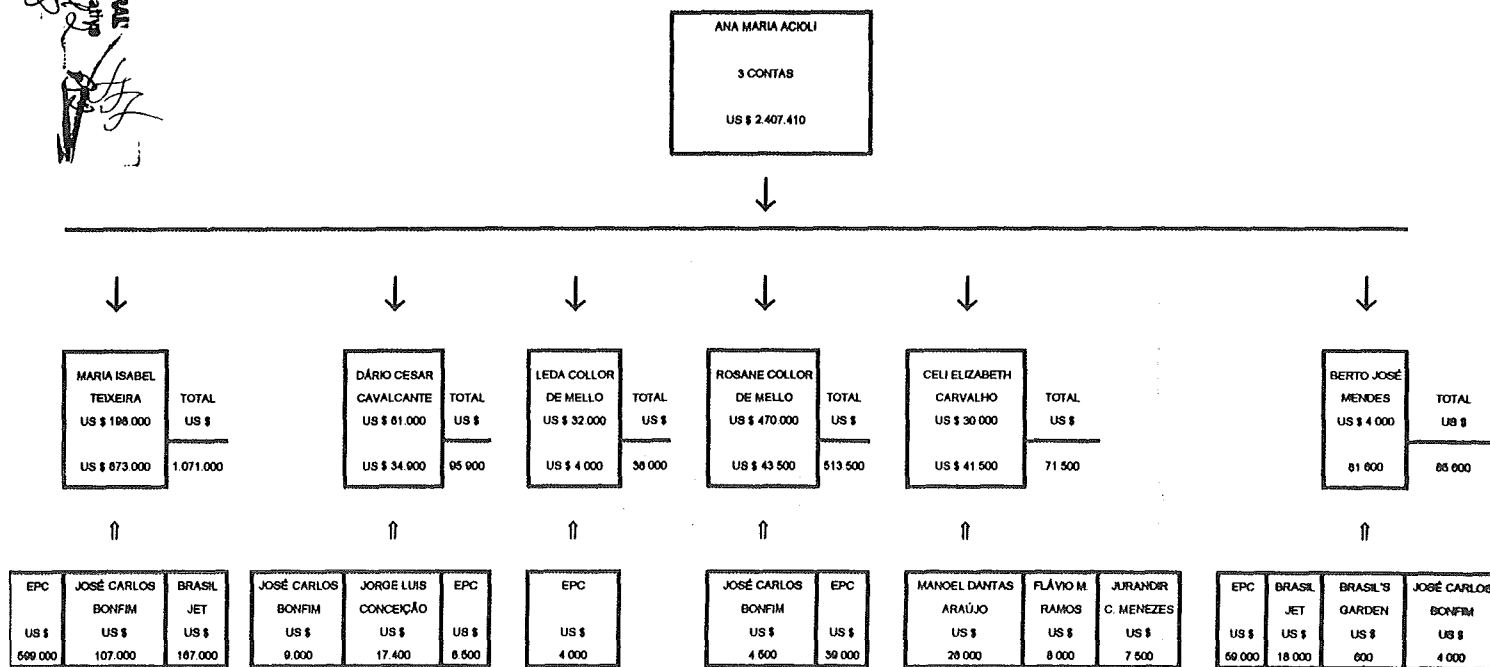 ANA MARIA ACIOLI
3 CONTAS
US $ 2.407.410
MARIA ISABEL
TEIXEIRA
US $ 198.000
US $ 873.000
TOTAL
US $
1.071.000
DÁRIO CESAR
CAVALCANTE
US $ 61.000
US $ 34.900
TOTAL
US $
95 900
LEDA COLLOR
DE MELLO
US $ 32 000
US $ 4 000
TOTAL
US $
36 000
ROSANE COLLOR
DE MELLO
US $ 470.000
US $ 43 500
TOTAL
US $
513.500
CELI ELIZABETH
CARVALHO
US $ 30 000
US $ 41 500
TOTAL
US $
71 500
BERTO JOSÉ
MENDES
US $ 4 000
81 600
TOTAL
US $
85 600
EPC
US $
599 000
JOSÉ CARLOS
BONFIM
US $
107.000
BRASIL
JET
US $
167.000
JOSÉ CARLOS
BONFIM
US $
9.000
JORGE LUIS
CONCEIÇÃO
US $
17.400
EPC
US $
8.500
EPC
US $
4 000
JOSÉ CARLOS
BONFIM
US $
4 500
EPC
US $
39 000
MANOEL DANTAS
ARAÚJO
US $
26 000
FLÁVIO M.
RAMOS
US $
8 000
JURANDIR
C. MENEZES
US $
7 500
EPC
US $
59 000
BRASIL
JET
US $
18 000
BRASIL'S
GARDEN
US $
600
JOSÉ CARLOS
BONFIM
US $
4 000